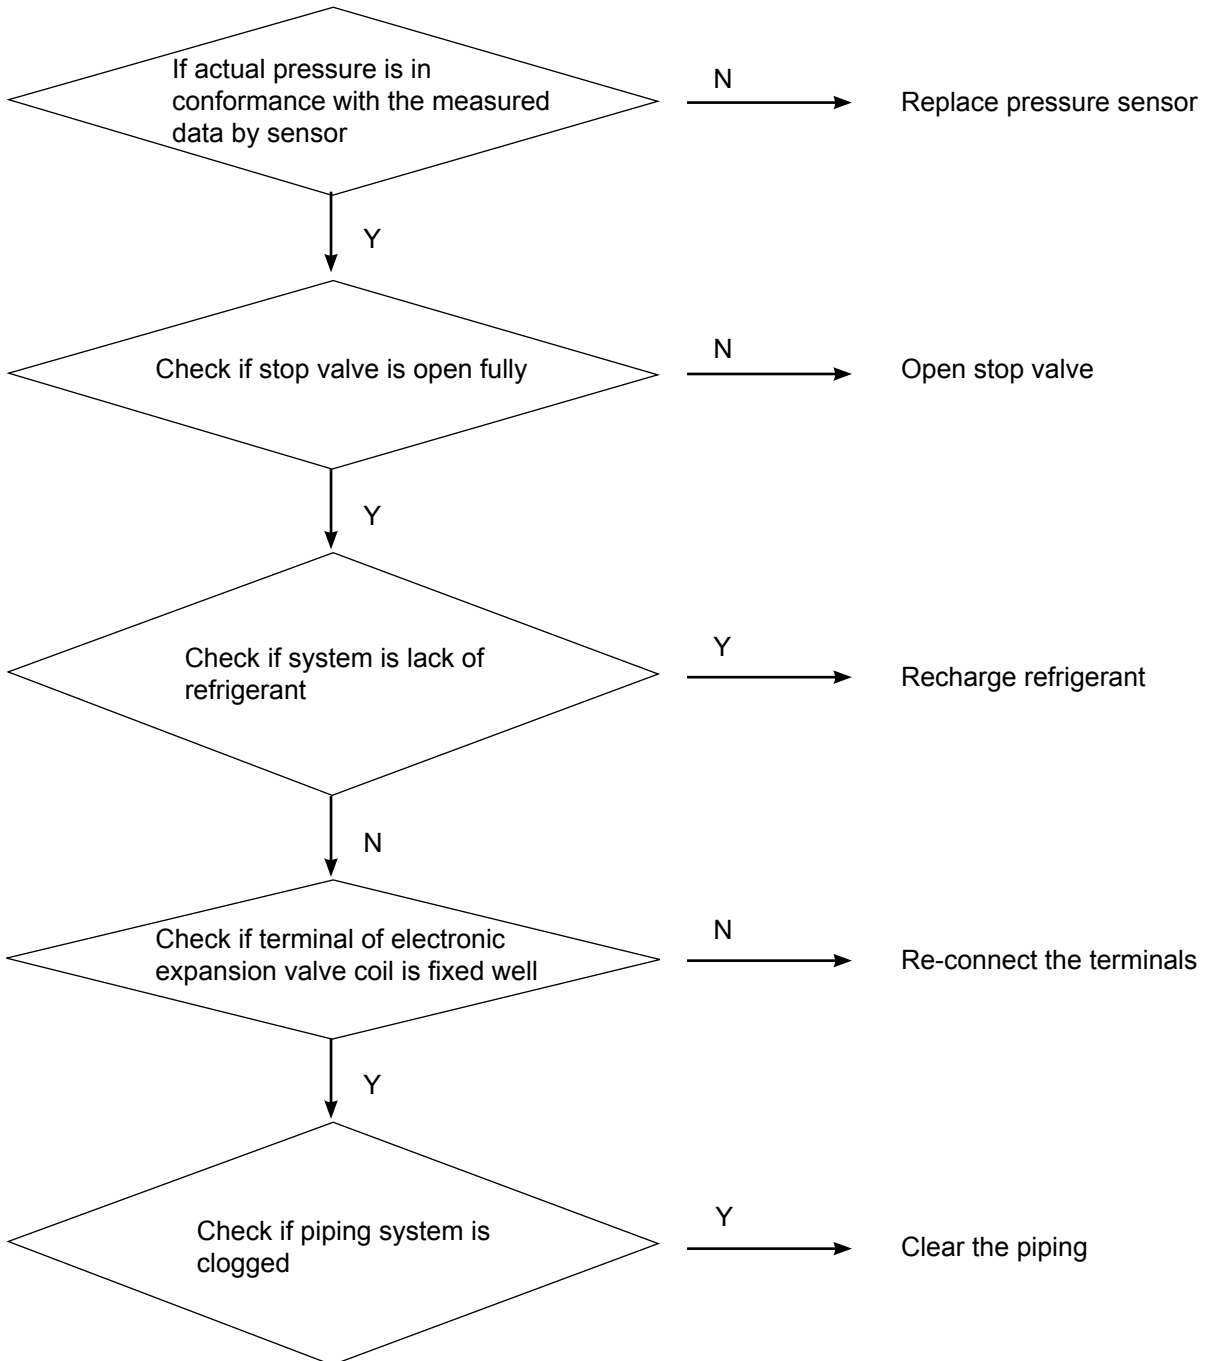 If actual pressure is in
conformance with the measured
data by sensor
N
Replace pressure sensor
Y
Check if stop valve is open fully
N
Open stop valve
Y
Check if system is lack of
refrigerant
Y
Recharge refrigerant
N
Check if terminal of electronic
expansion valve coil is fixed well
N
Re-connect the terminals
Y
Check if piping system is
clogged
Y
Clear the piping